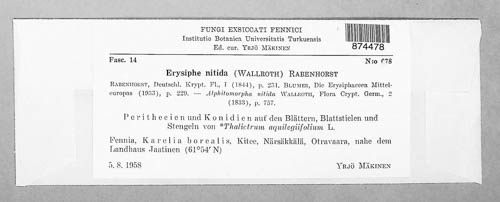 FUNGI EXSICCATI FENNICI
Institutio Botanica Universitatis Turkuensis
Ed. cur. YRJÖ MÄKINEN
874478
Fasc. 14
N:o 678
Erysiphe nitida (WALLROTH) RABENHORST
RABENHORST, Deutschl. Krypt. Fl., 1 (1844), p. 231. BLUMER, Die Erysiphaceen Mittel-
europas (1933), p. 229. — Alphitomorpha nitida WALLROTH, Flora Crypt. Germ., 2
(1833), p. 757.
Perithecien und Konidien auf den Blättern, Blattstielen und
Stengeln von *Thalictrum aquilegiifolium L.
Fennia, Karelia borealis, Kitee, Närsäkkälä, Otravaara, nahe dem
Landhaus Jaatinen (61°54′ N)
5. 8. 1958
YRJÖ MÄKINEN